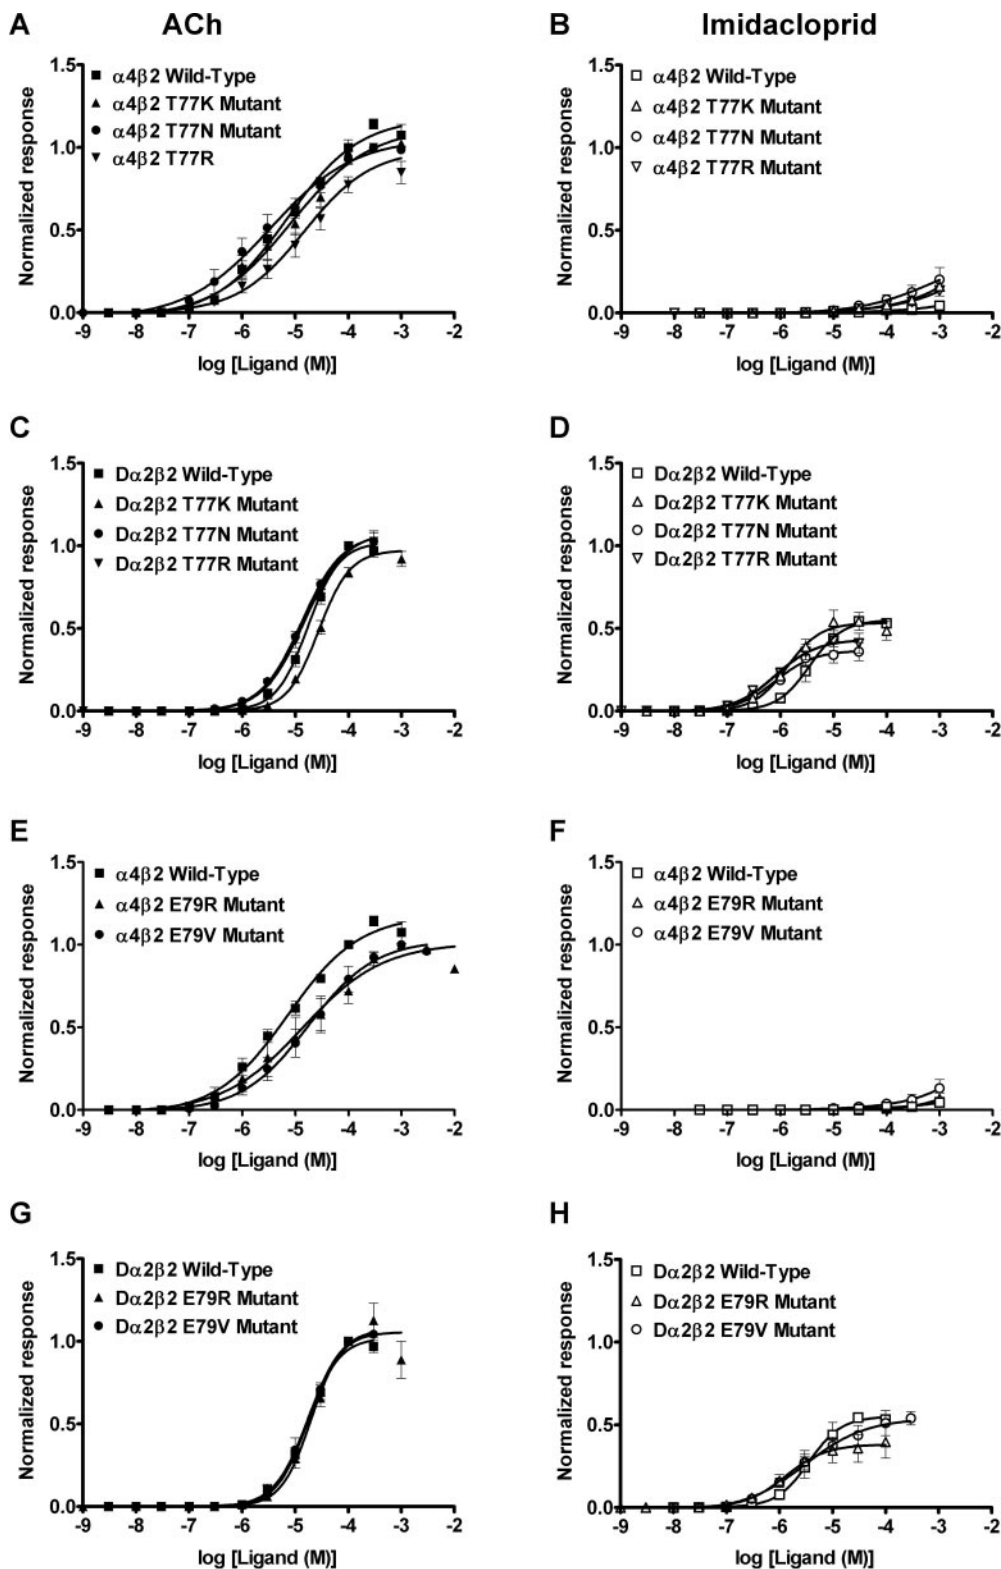 A ACh
1.5
1.0
0.5
0.0
Normalized response
α4β2 Wild-Type
α4β2 T77K Mutant
α4β2 T77N Mutant
α4β2 T77R
-9 -8 -7 -6 -5 -4 -3 -2
log [Ligand (M)]
B Imidacloprid
1.5
1.0
0.5
0.0
Normalized response
α4β2 Wild-Type
α4β2 T77K Mutant
α4β2 T77N Mutant
α4β2 T77R Mutant
-9 -8 -7 -6 -5 -4 -3 -2
log [Ligand (M)]
C
1.5
1.0
0.5
0.0
Normalized response
Dα2β2 Wild-Type
Dα2β2 T77K Mutant
Dα2β2 T77N Mutant
Dα2β2 T77R Mutant
-9 -8 -7 -6 -5 -4 -3 -2
log [Ligand (M)]
D
1.5
1.0
0.5
0.0
Normalized response
Dα2β2 Wild-Type
Dα2β2 T77K Mutant
Dα2β2 T77N Mutant
Dα2β2 T77R Mutant
-9 -8 -7 -6 -5 -4 -3 -2
log [Ligand (M)]
E
1.5
1.0
0.5
0.0
Normalized response
α4β2 Wild-Type
α4β2 E79R Mutant
α4β2 E79V Mutant
-9 -8 -7 -6 -5 -4 -3 -2
log [Ligand (M)]
F
1.5
1.0
0.5
0.0
Normalized response
α4β2 Wild-Type
α4β2 E79R Mutant
α4β2 E79V Mutant
-9 -8 -7 -6 -5 -4 -3 -2
log [Ligand (M)]
G
1.5
1.0
0.5
0.0
Normalized response
Dα2β2 Wild-Type
Dα2β2 E79R Mutant
Dα2β2 E79V Mutant
-9 -8 -7 -6 -5 -4 -3 -2
log [Ligand (M)]
H
1.5
1.0
0.5
0.0
Normalized response
Dα2β2 Wild-Type
Dα2β2 E79R Mutant
Dα2β2 E79V Mutant
-9 -8 -7 -6 -5 -4 -3 -2
log [Ligand (M)]